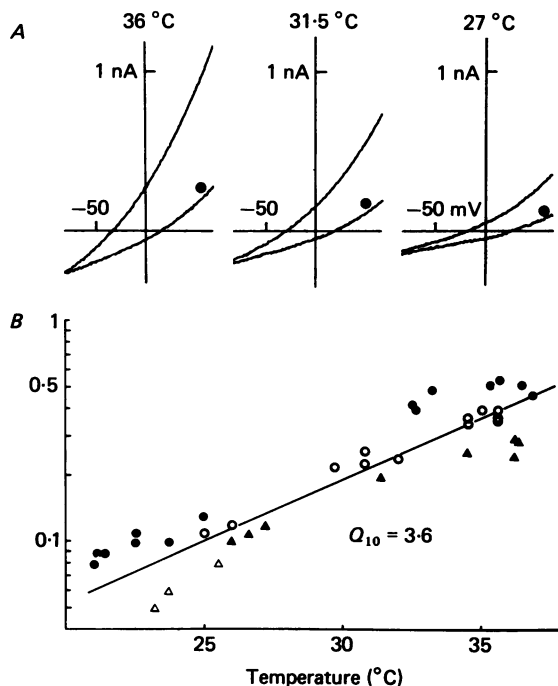 A
36 °C
31·5 °C
27 °C
1 nA
1 nA
1 nA
−50
−50
−50 mV
B
1
0·5
0·1
Q10 = 3·6
25
30
35
Temperature (°C)